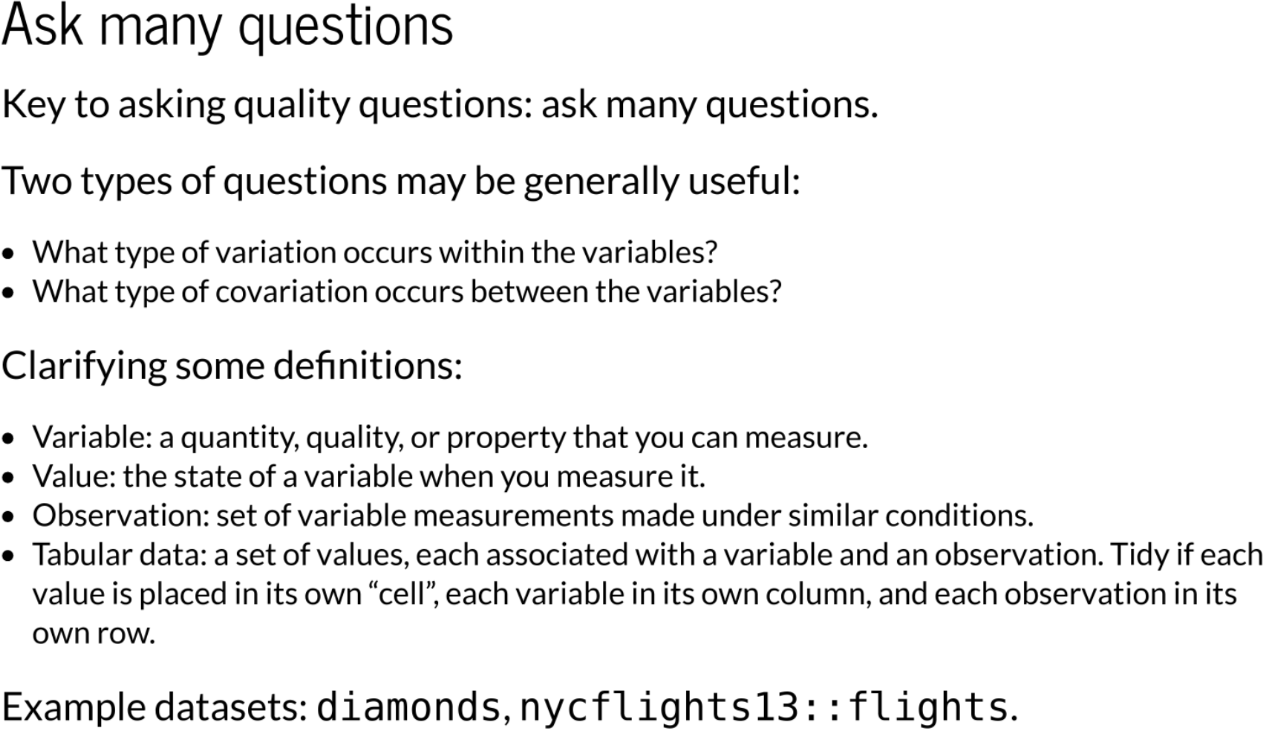 Ask many questions
Key to asking quality questions: ask many questions.
Two types of questions may be generally useful:
• What type of variation occurs within the variables?
• What type of covariation occurs between the variables?
Clarifying some definitions:
• Variable: a quantity, quality, or property that you can measure.
• Value: the state of a variable when you measure it.
• Observation: set of variable measurements made under similar conditions.
• Tabular data: a set of values, each associated with a variable and an observation. Tidy if each
value is placed in its own “cell”, each variable in its own column, and each observation in its
own row.
Example datasets: diamonds, nycflights13::flights.